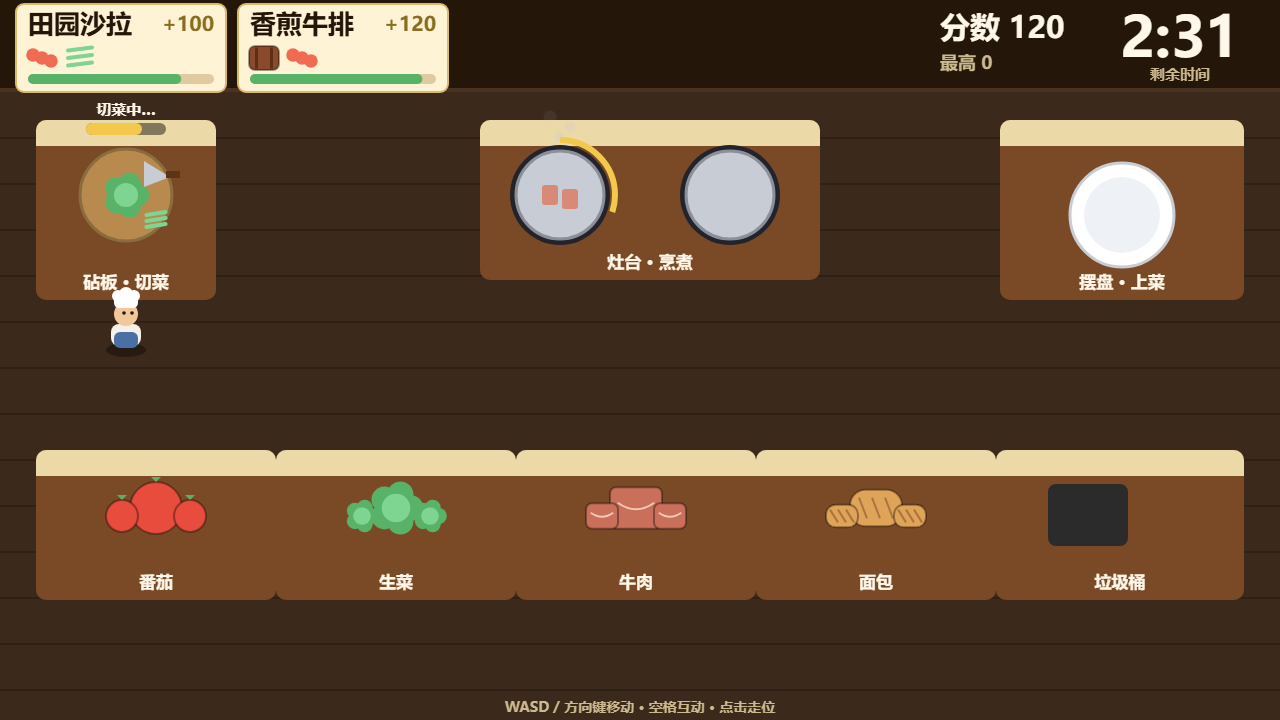 田园沙拉 +100
香煎牛排 +120
分数 120
最高 0
2:31
剩余时间
切菜中...
砧板 • 切菜
灶台 • 烹煮
摆盘 • 上菜
番茄
生菜
牛肉
面包
垃圾桶
WASD / 方向键移动 • 空格互动 • 点击走位